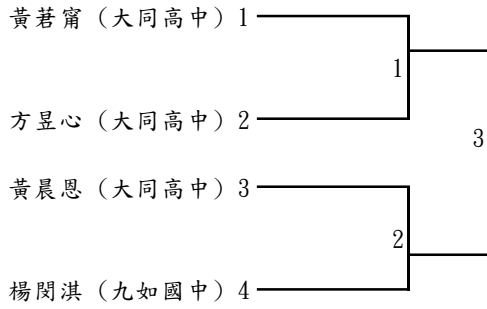 黃莙甯（大同高中）1
1
方昱心（大同高中）2
3
黃晨恩（大同高中）3
2
楊閔淇（九如國中）4